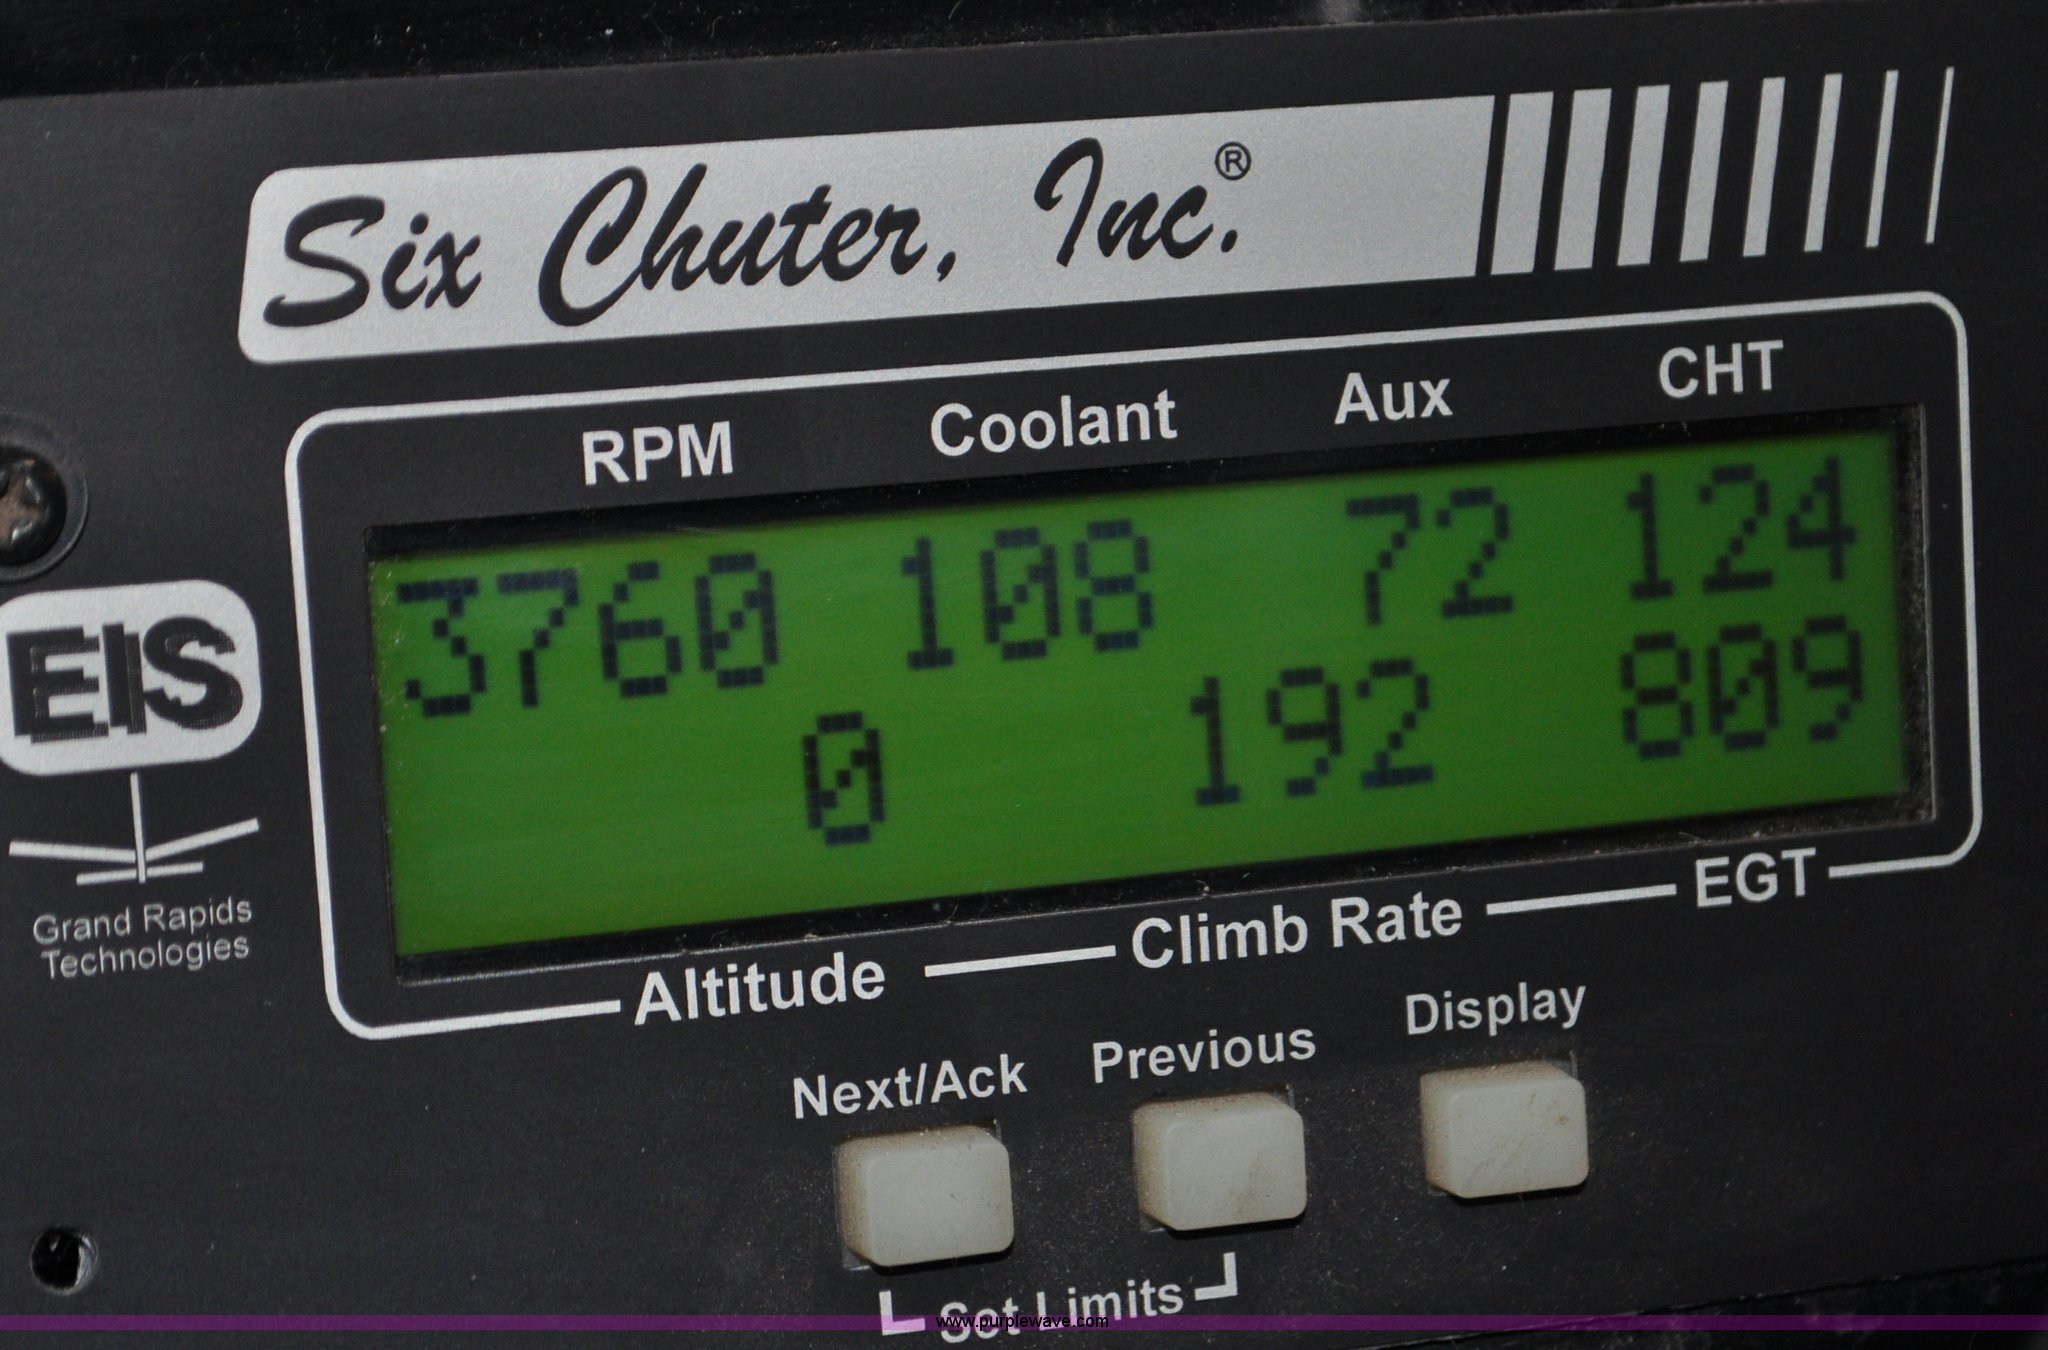 Six Chuter, Inc.®
RPM Coolant Aux CHT
3760 108 72 124
0 192 809
Altitude Climb Rate EGT
EIS
Grand Rapids
Technologies
Next/Ack Previous Display
Set Limits
www.purplewave.com